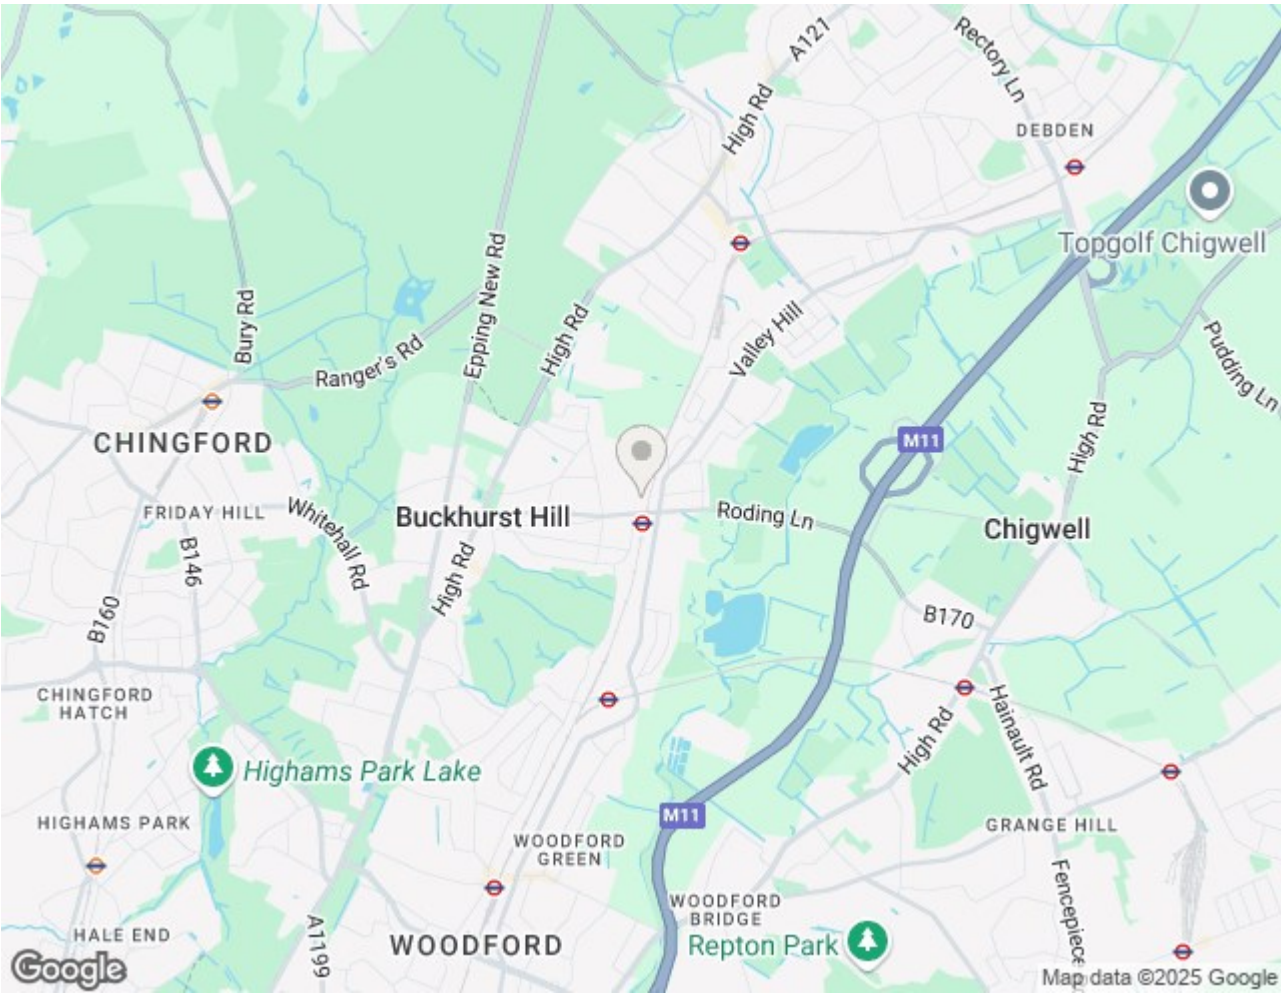 A121
Rectory Ln
High Rd
DEBDEN
Topgolf Chigwell
Epping New Rd
Bury Rd
High Rd
Valley Hill
Ranger's Rd
Pudding Ln
High Rd
CHINGFORD
M11
FRIDAY HILL
Whitehall Rd
Buckhurst Hill
Roding Ln
Chigwell
B146
High Rd
B160
B170
CHINGFORD
HATCH
Hainault Rd
High Rd
Highams Park Lake
M11
HIGHAMS PARK
WOODFORD
GREEN
GRANGE HILL
WOODFORD
BRIDGE
Fencepiece
HALE END
A1199
WOODFORD
Repton Park
Google
Map data ©2025 Google